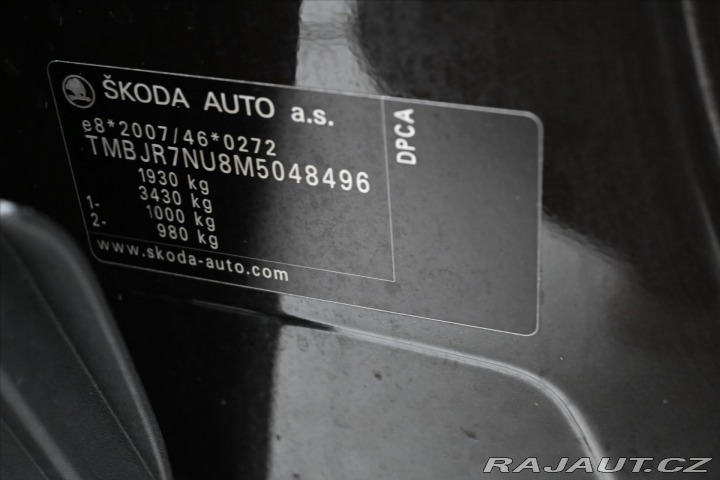 ŠKODA AUTO a.s.
e8*2007/46*0272
TMBJR7NU8M5048496
1930 kg
3430 kg
1- 1000 kg
2- 980 kg
www.skoda-auto.com
DPCA
RAJAUT.CZ